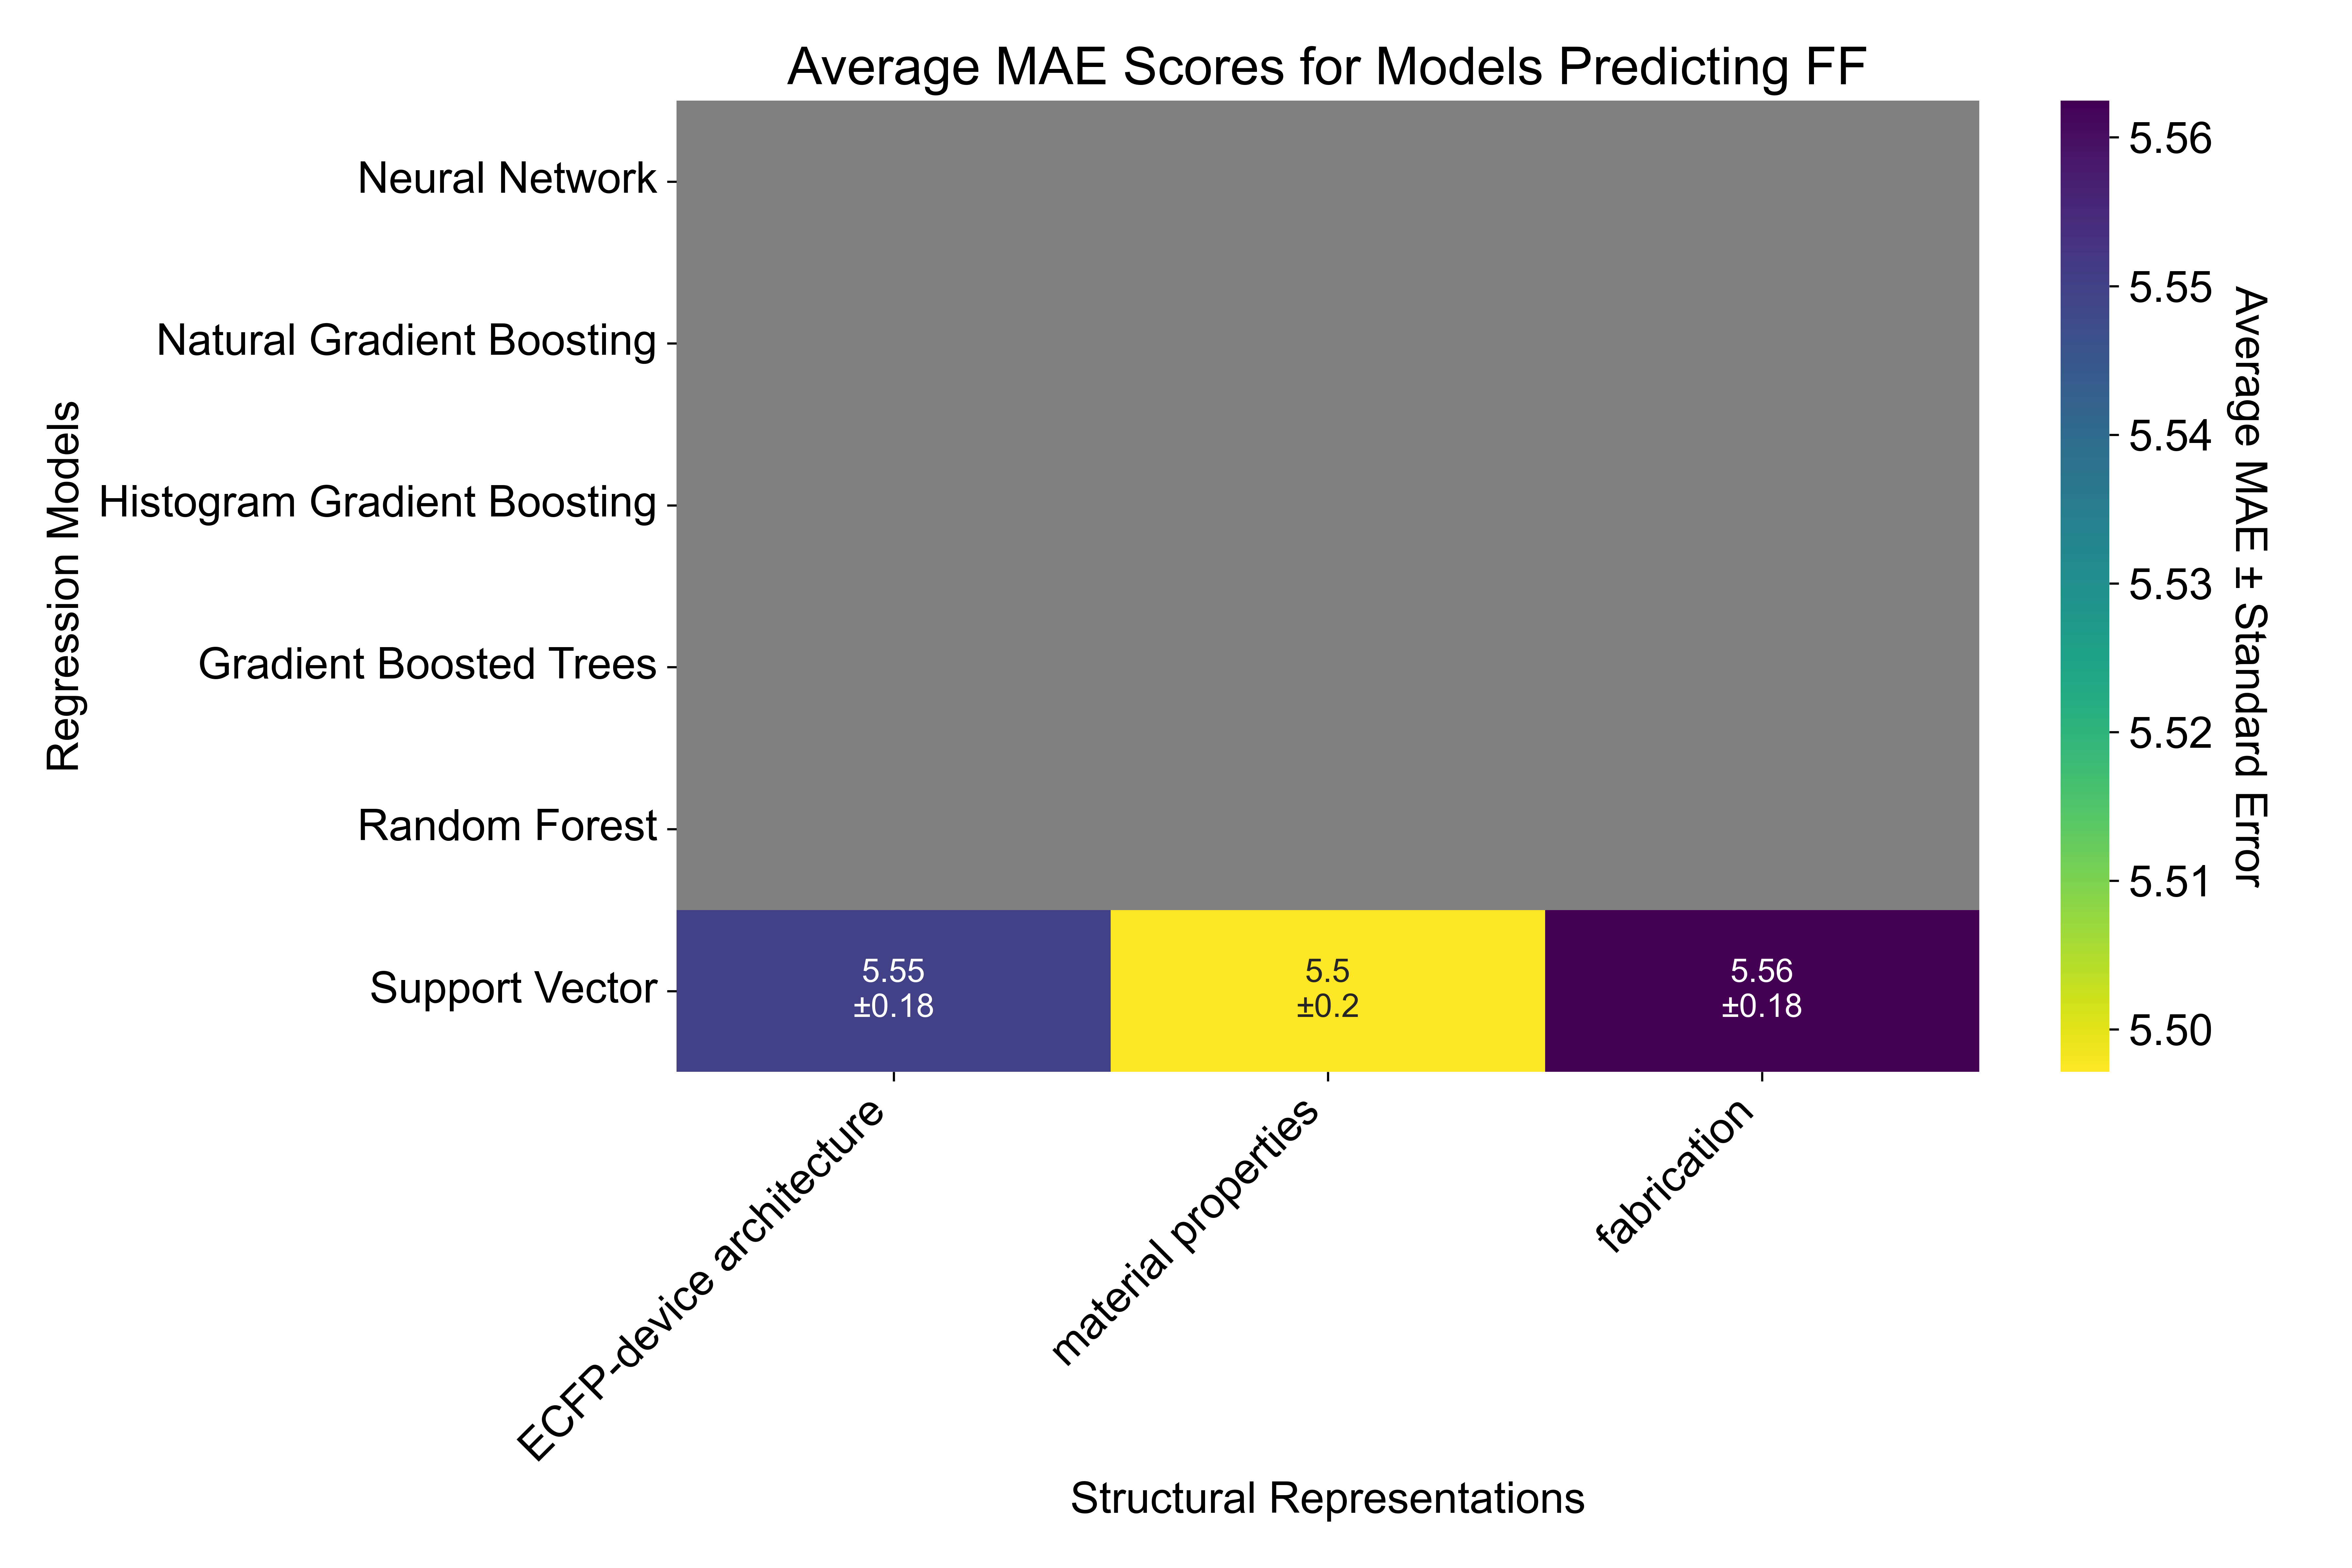 Average MAE Scores for Models Predicting FF
Regression Models
Neural Network
Natural Gradient Boosting
Histogram Gradient Boosting
Gradient Boosted Trees
Random Forest
Support Vector
5.55
±0.18
5.5
±0.2
5.56
±0.18
ECFP-device architecture
material properties
fabrication
Structural Representations
5.56
5.55
5.54
5.53
5.52
5.51
5.50
Average MAE ± Standard Error